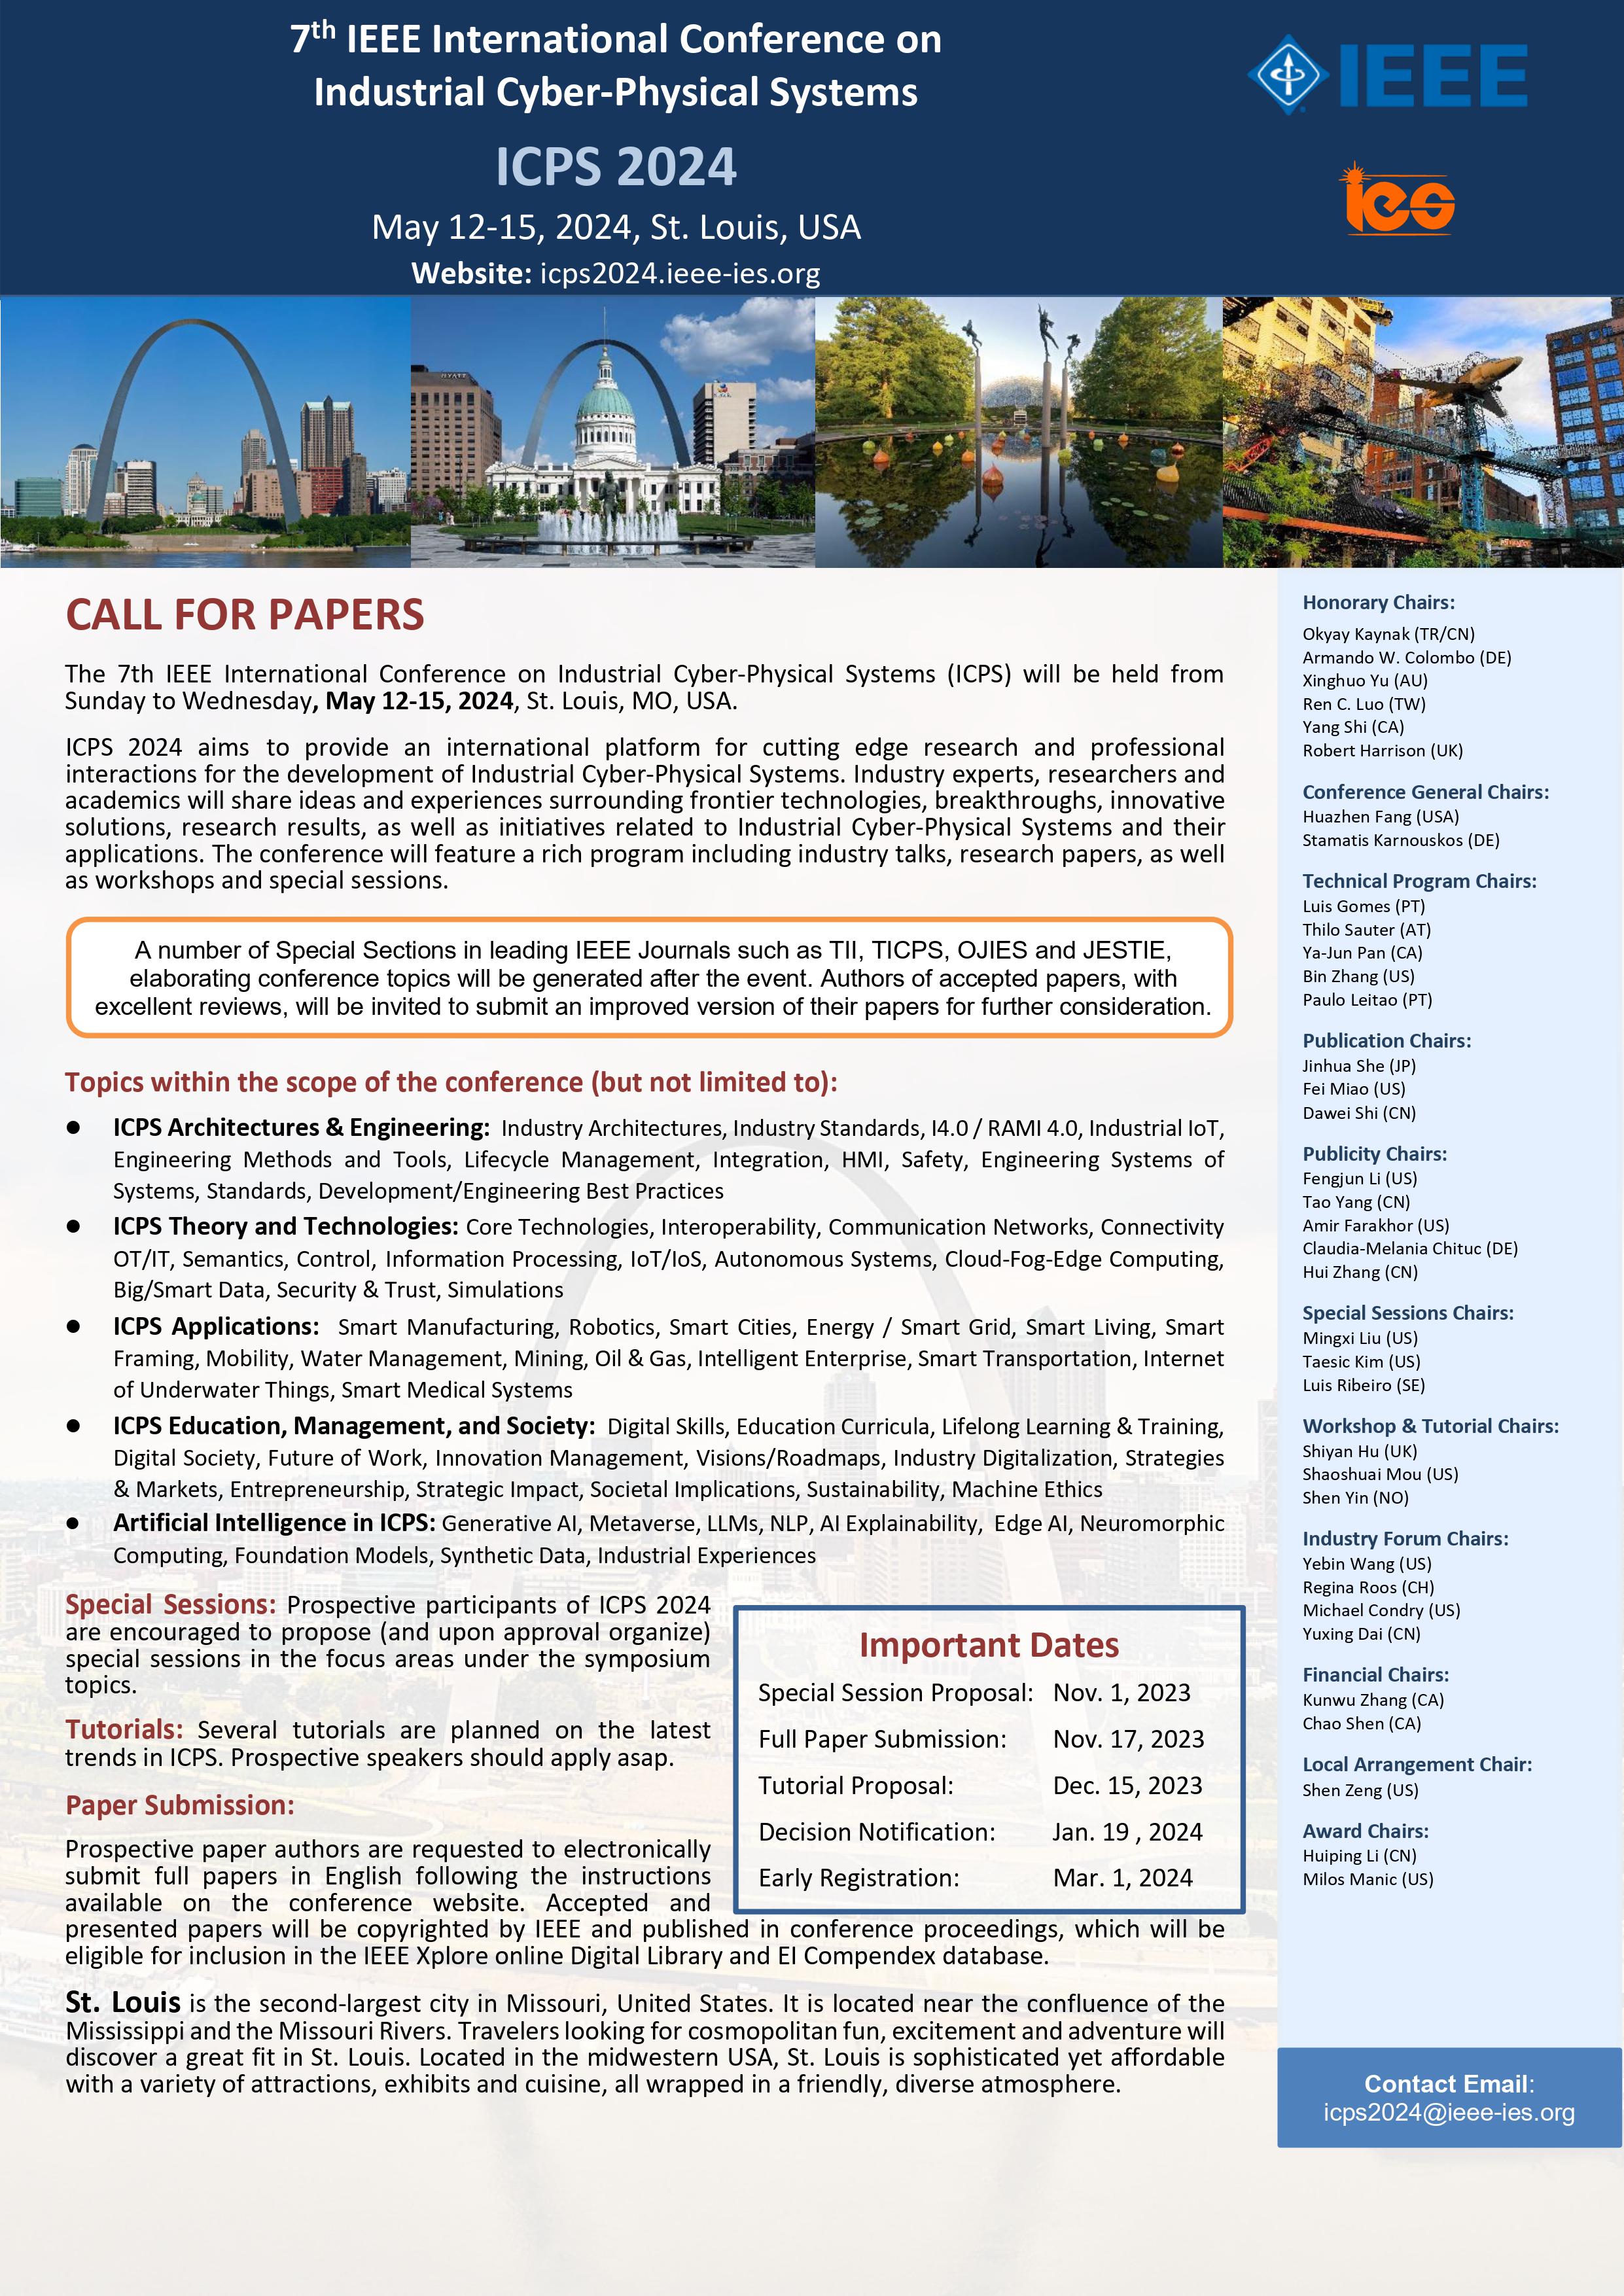 7th IEEE International Conference on
Industrial Cyber-Physical Systems
ICPS 2024
May 12-15, 2024, St. Louis, USA
Website: icps2024.ieee-ies.org
IEEE
ies
HYATT
CALL FOR PAPERS
The 7th IEEE International Conference on Industrial Cyber-Physical Systems (ICPS) will be held from
Sunday to Wednesday, May 12-15, 2024, St. Louis, MO, USA.
ICPS 2024 aims to provide an international platform for cutting edge research and professional
interactions for the development of Industrial Cyber-Physical Systems. Industry experts, researchers and
academics will share ideas and experiences surrounding frontier technologies, breakthroughs, innovative
solutions, research results, as well as initiatives related to Industrial Cyber-Physical Systems and their
applications. The conference will feature a rich program including industry talks, research papers, as well
as workshops and special sessions.
A number of Special Sections in leading IEEE Journals such as TII, TICPS, OJIES and JESTIE,
elaborating conference topics will be generated after the event. Authors of accepted papers, with
excellent reviews, will be invited to submit an improved version of their papers for further consideration.
Topics within the scope of the conference (but not limited to):
● ICPS Architectures & Engineering: Industry Architectures, Industry Standards, I4.0 / RAMI 4.0, Industrial IoT,
Engineering Methods and Tools, Lifecycle Management, Integration, HMI, Safety, Engineering Systems of
Systems, Standards, Development/Engineering Best Practices
● ICPS Theory and Technologies: Core Technologies, Interoperability, Communication Networks, Connectivity
OT/IT, Semantics, Control, Information Processing, IoT/IoS, Autonomous Systems, Cloud-Fog-Edge Computing,
Big/Smart Data, Security & Trust, Simulations
● ICPS Applications: Smart Manufacturing, Robotics, Smart Cities, Energy / Smart Grid, Smart Living, Smart
Framing, Mobility, Water Management, Mining, Oil & Gas, Intelligent Enterprise, Smart Transportation, Internet
of Underwater Things, Smart Medical Systems
● ICPS Education, Management, and Society: Digital Skills, Education Curricula, Lifelong Learning & Training,
Digital Society, Future of Work, Innovation Management, Visions/Roadmaps, Industry Digitalization, Strategies
& Markets, Entrepreneurship, Strategic Impact, Societal Implications, Sustainability, Machine Ethics
● Artificial Intelligence in ICPS: Generative AI, Metaverse, LLMs, NLP, AI Explainability, Edge AI, Neuromorphic
Computing, Foundation Models, Synthetic Data, Industrial Experiences
Special Sessions: Prospective participants of ICPS 2024
are encouraged to propose (and upon approval organize)
special sessions in the focus areas under the symposium
topics.
Tutorials: Several tutorials are planned on the latest
trends in ICPS. Prospective speakers should apply asap.
Paper Submission:
Prospective paper authors are requested to electronically
submit full papers in English following the instructions
available on the conference website. Accepted and
presented papers will be copyrighted by IEEE and published in conference proceedings, which will be
eligible for inclusion in the IEEE Xplore online Digital Library and EI Compendex database.
Important Dates
Special Session Proposal: Nov. 1, 2023
Full Paper Submission: Nov. 17, 2023
Tutorial Proposal: Dec. 15, 2023
Decision Notification: Jan. 19 , 2024
Early Registration: Mar. 1, 2024
St. Louis is the second-largest city in Missouri, United States. It is located near the confluence of the
Mississippi and the Missouri Rivers. Travelers looking for cosmopolitan fun, excitement and adventure will
discover a great fit in St. Louis. Located in the midwestern USA, St. Louis is sophisticated yet affordable
with a variety of attractions, exhibits and cuisine, all wrapped in a friendly, diverse atmosphere.
Honorary Chairs:
Okyay Kaynak (TR/CN)
Armando W. Colombo (DE)
Xinghuo Yu (AU)
Ren C. Luo (TW)
Yang Shi (CA)
Robert Harrison (UK)
Conference General Chairs:
Huazhen Fang (USA)
Stamatis Karnouskos (DE)
Technical Program Chairs:
Luis Gomes (PT)
Thilo Sauter (AT)
Ya-Jun Pan (CA)
Bin Zhang (US)
Paulo Leitao (PT)
Publication Chairs:
Jinhua She (JP)
Fei Miao (US)
Dawei Shi (CN)
Publicity Chairs:
Fengjun Li (US)
Tao Yang (CN)
Amir Farakhor (US)
Claudia-Melania Chituc (DE)
Hui Zhang (CN)
Special Sessions Chairs:
Mingxi Liu (US)
Taesic Kim (US)
Luis Ribeiro (SE)
Workshop & Tutorial Chairs:
Shiyan Hu (UK)
Shaoshuai Mou (US)
Shen Yin (NO)
Industry Forum Chairs:
Yebin Wang (US)
Regina Roos (CH)
Michael Condry (US)
Yuxing Dai (CN)
Financial Chairs:
Kunwu Zhang (CA)
Chao Shen (CA)
Local Arrangement Chair:
Shen Zeng (US)
Award Chairs:
Huiping Li (CN)
Milos Manic (US)
Contact Email:
icps2024@ieee-ies.org